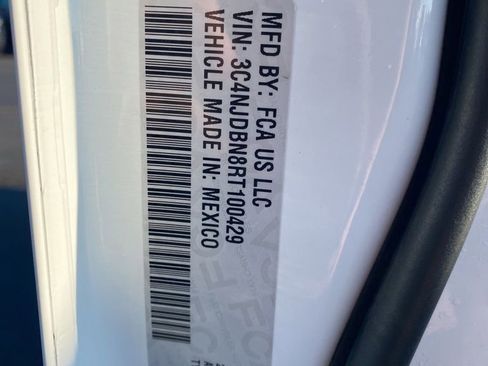 MFD BY: FCA US LLC
VIN: 3C4NJDBN8RT100429
VEHICLE MADE IN: MEXICO